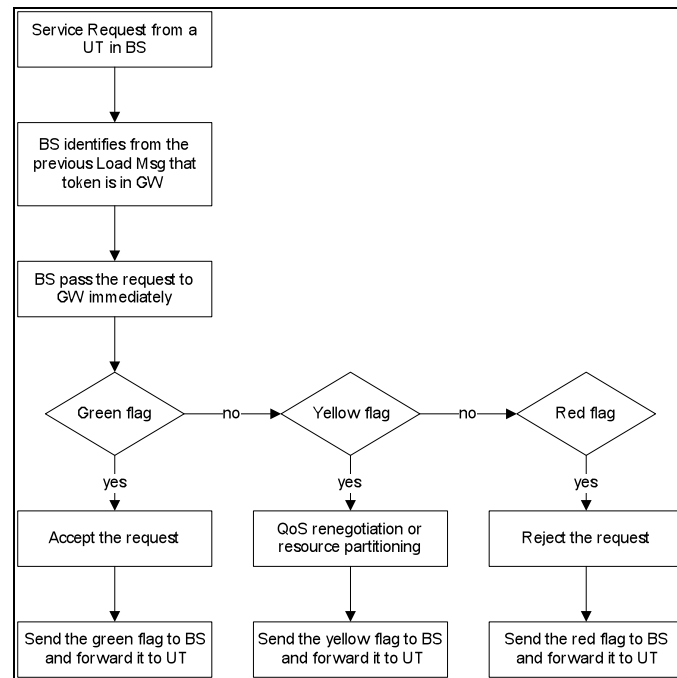 Service Request from a
UT in BS
BS identifies from the
previous Load Msg that
token is in GW
BS pass the request to
GW immediately
Green flag
no
Yellow flag
no
Red flag
yes
yes
yes
Accept the request
QoS renegotiation or
resource partitioning
Reject the request
Send the green flag to BS
and forward it to UT
Send the yellow flag to BS
and forward it to UT
Send the red flag to BS
and forward it to UT